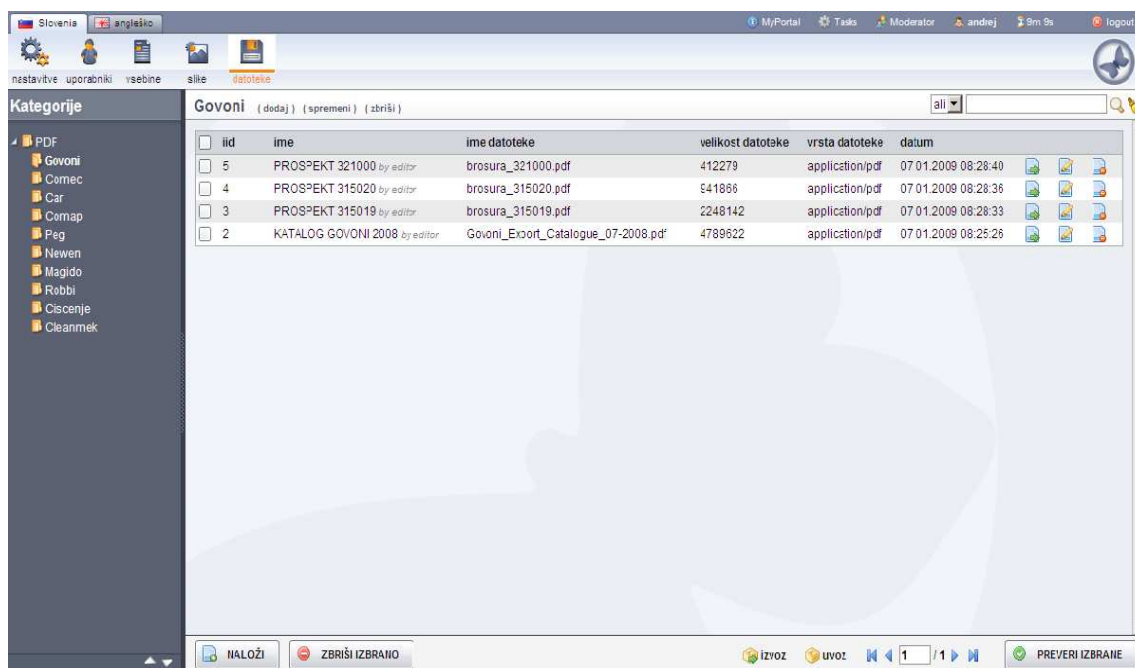 Slovenia angleško MyPortal Tasks Moderator andrej 9m 9s logout
nastavitve uporabniki vsebine slike datoteke
Kategorije
Govoni (dodaj) (spremeni) (zbriši) ali
PDF
Govoni
Comec
Car
Comap
Peg
Newen
Magido
Robbi
Ciscenje
Cleanmek
iid ime ime datoteke velikost datoteke vrsta datoteke datum
5 PROSPEKT 321000 by editor brosura_321000.pdf 412279 application/pdf 07 01.2009 08:28:40
4 PROSPEKT 315020 by editor brosura_315020.pdf 941866 application/pdf 07 01.2009 08:28:36
3 PROSPEKT 315019 by editor brosura_315019.pdf 2248142 application/pdf 07 01.2009 08:28:33
2 KATALOG GOVONI 2008 by editor Govoni_Export_Catalogue_07-2008.pdf 4789622 application/pdf 07 01.2009 08:25:26
NALOŽI ZBRIŠI IZBRANO izvoz uvoz 1 /1 PREVERI IZBRANE